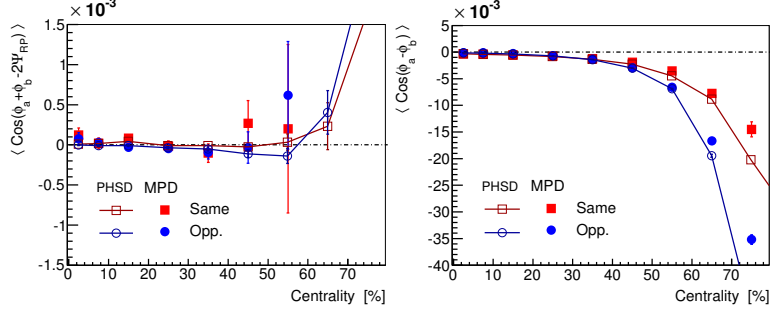 × 10⁻³
⟨ Cos(ϕa+ϕb-2ΨRP) ⟩
1.5
1
0.5
0
−0.5
−1
−1.5
PHSD MPD
Same
Opp.
0 10 20 30 40 50 60 70
Centrality [%]
× 10⁻³
⟨ Cos(ϕa-ϕb) ⟩
5
0
−5
−10
−15
−20
−25
−30
−35
−40
PHSD MPD
Same
Opp.
0 10 20 30 40 50 60 70
Centrality [%]